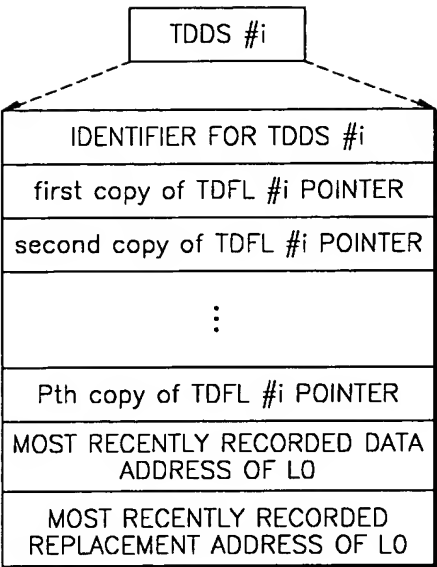 TDDS #i
IDENTIFIER FOR TDDS #i
first copy of TDFL #i POINTER
second copy of TDFL #i POINTER
⋮
Pth copy of TDFL #i POINTER
MOST RECENTLY RECORDED DATA
ADDRESS OF L0
MOST RECENTLY RECORDED
REPLACEMENT ADDRESS OF L0